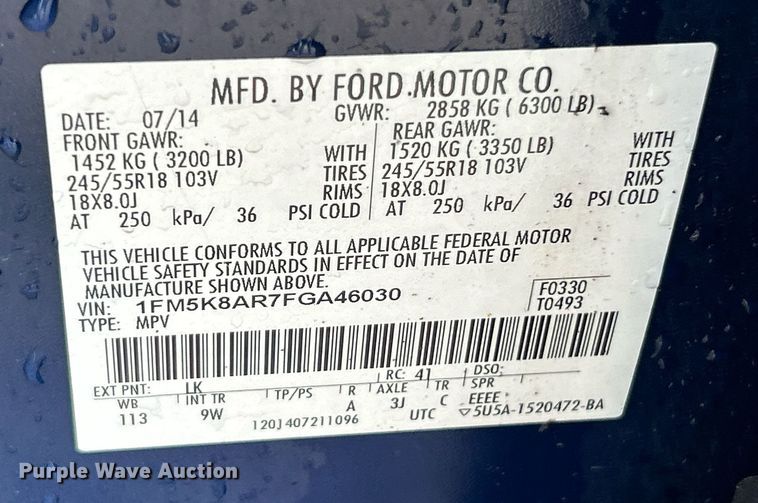 MFD. BY FORD MOTOR CO.
DATE: 07/14 GVWR: 2858 KG ( 6300 LB)
FRONT GAWR: REAR GAWR:
1452 KG ( 3200 LB) WITH 1520 KG ( 3350 LB) WITH
245/55R18 103V TIRES 245/55R18 103V TIRES
18X8.0J RIMS 18X8.0J RIMS
AT 250 kPa/ 36 PSI COLD AT 250 kPa/ 36 PSI COLD
THIS VEHICLE CONFORMS TO ALL APPLICABLE FEDERAL MOTOR
VEHICLE SAFETY STANDARDS IN EFFECT ON THE DATE OF
MANUFACTURE SHOWN ABOVE.
VIN: 1FM5K8AR7FGA46030 F0330
TYPE: MPV T0493
EXT PNT: LK RC: 41 DSO:
WB INT TR TP/PS R AXLE TR SPR
113 9W A 3J C EEEE
120J407211096 UTC ▽5U5A-1520472-BA
Purple Wave Auction